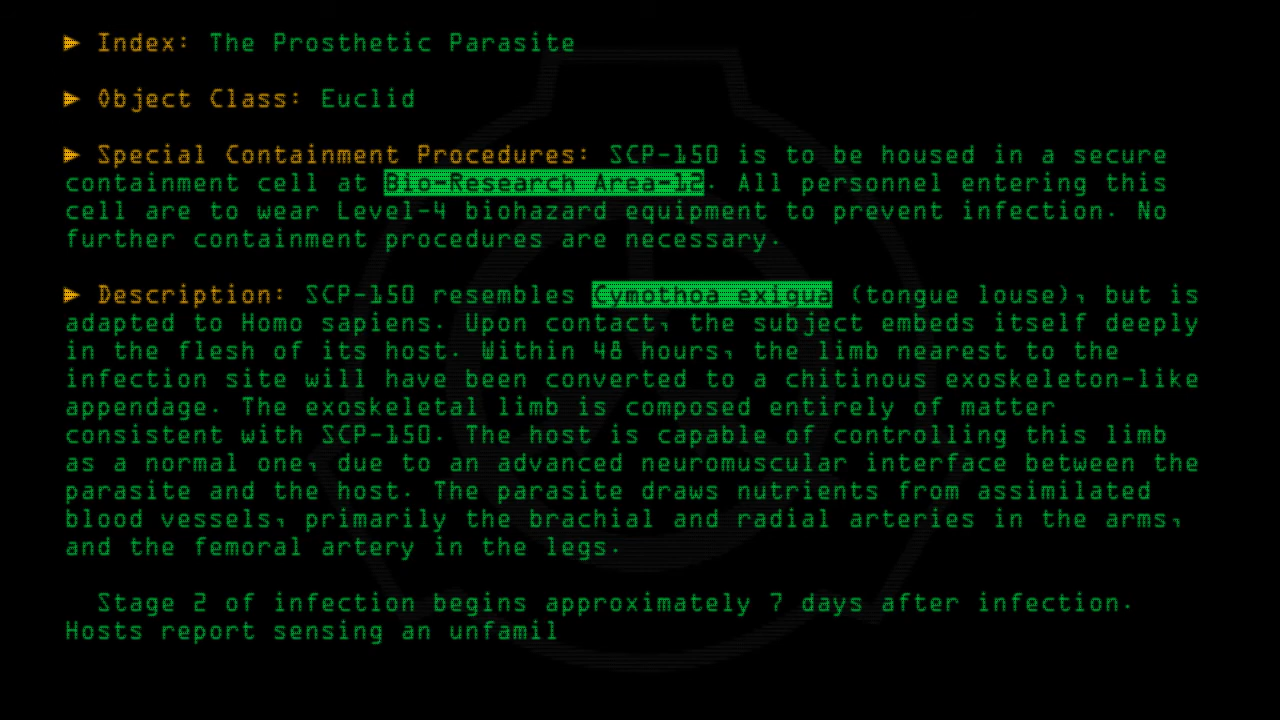 ► Index: The Prosthetic Parasite
► Object Class: Euclid
► Special Containment Procedures: SCP-150 is to be housed in a secure
containment cell at Bio-Research Area-12. All personnel entering this
cell are to wear Level-4 biohazard equipment to prevent infection. No
further containment procedures are necessary.
► Description: SCP-150 resembles Cymothoa exigua (tongue louse), but is
adapted to Homo sapiens. Upon contact, the subject embeds itself deeply
in the flesh of its host. Within 48 hours, the limb nearest to the
infection site will have been converted to a chitinous exoskeleton-like
appendage. The exoskeletal limb is composed entirely of matter
consistent with SCP-150. The host is capable of controlling this limb
as a normal one, due to an advanced neuromuscular interface between the
parasite and the host. The parasite draws nutrients from assimilated
blood vessels, primarily the brachial and radial arteries in the arms,
and the femoral artery in the legs.
Stage 2 of infection begins approximately 7 days after infection.
Hosts report sensing an unfamil